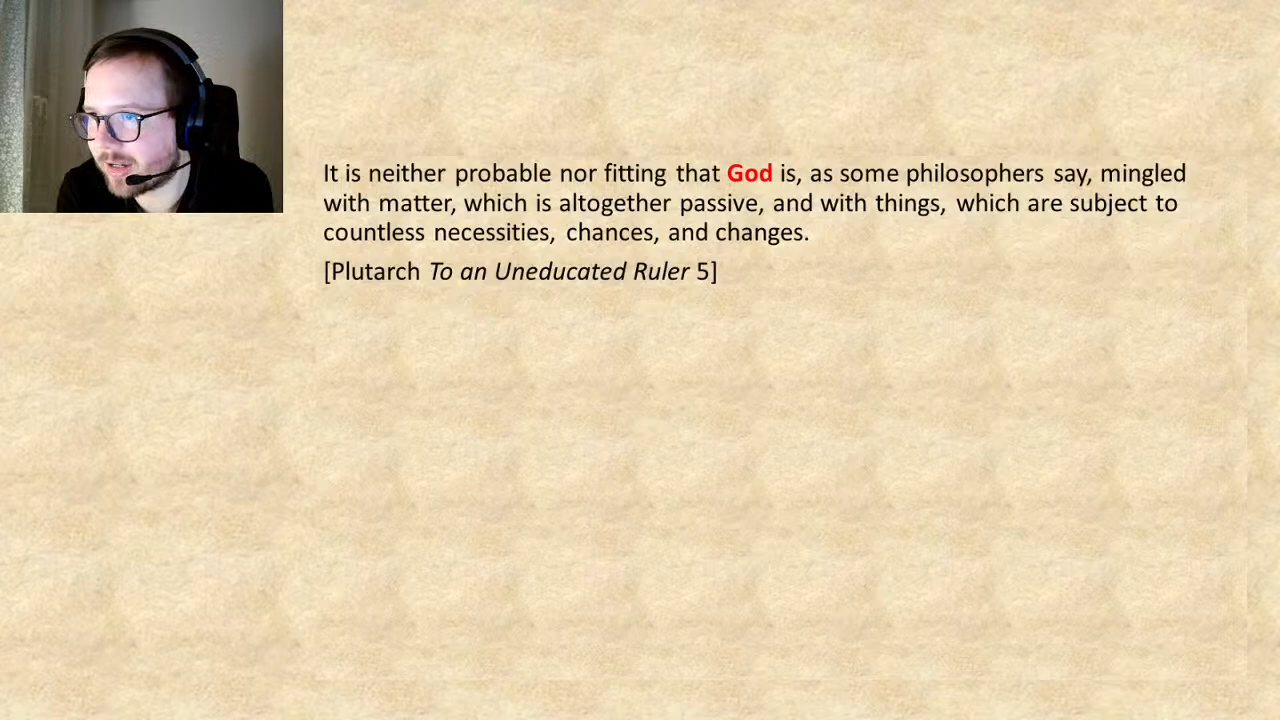 It is neither probable nor fitting that God is, as some philosophers say, mingled
with matter, which is altogether passive, and with things, which are subject to
countless necessities, chances, and changes.
[Plutarch To an Uneducated Ruler 5]